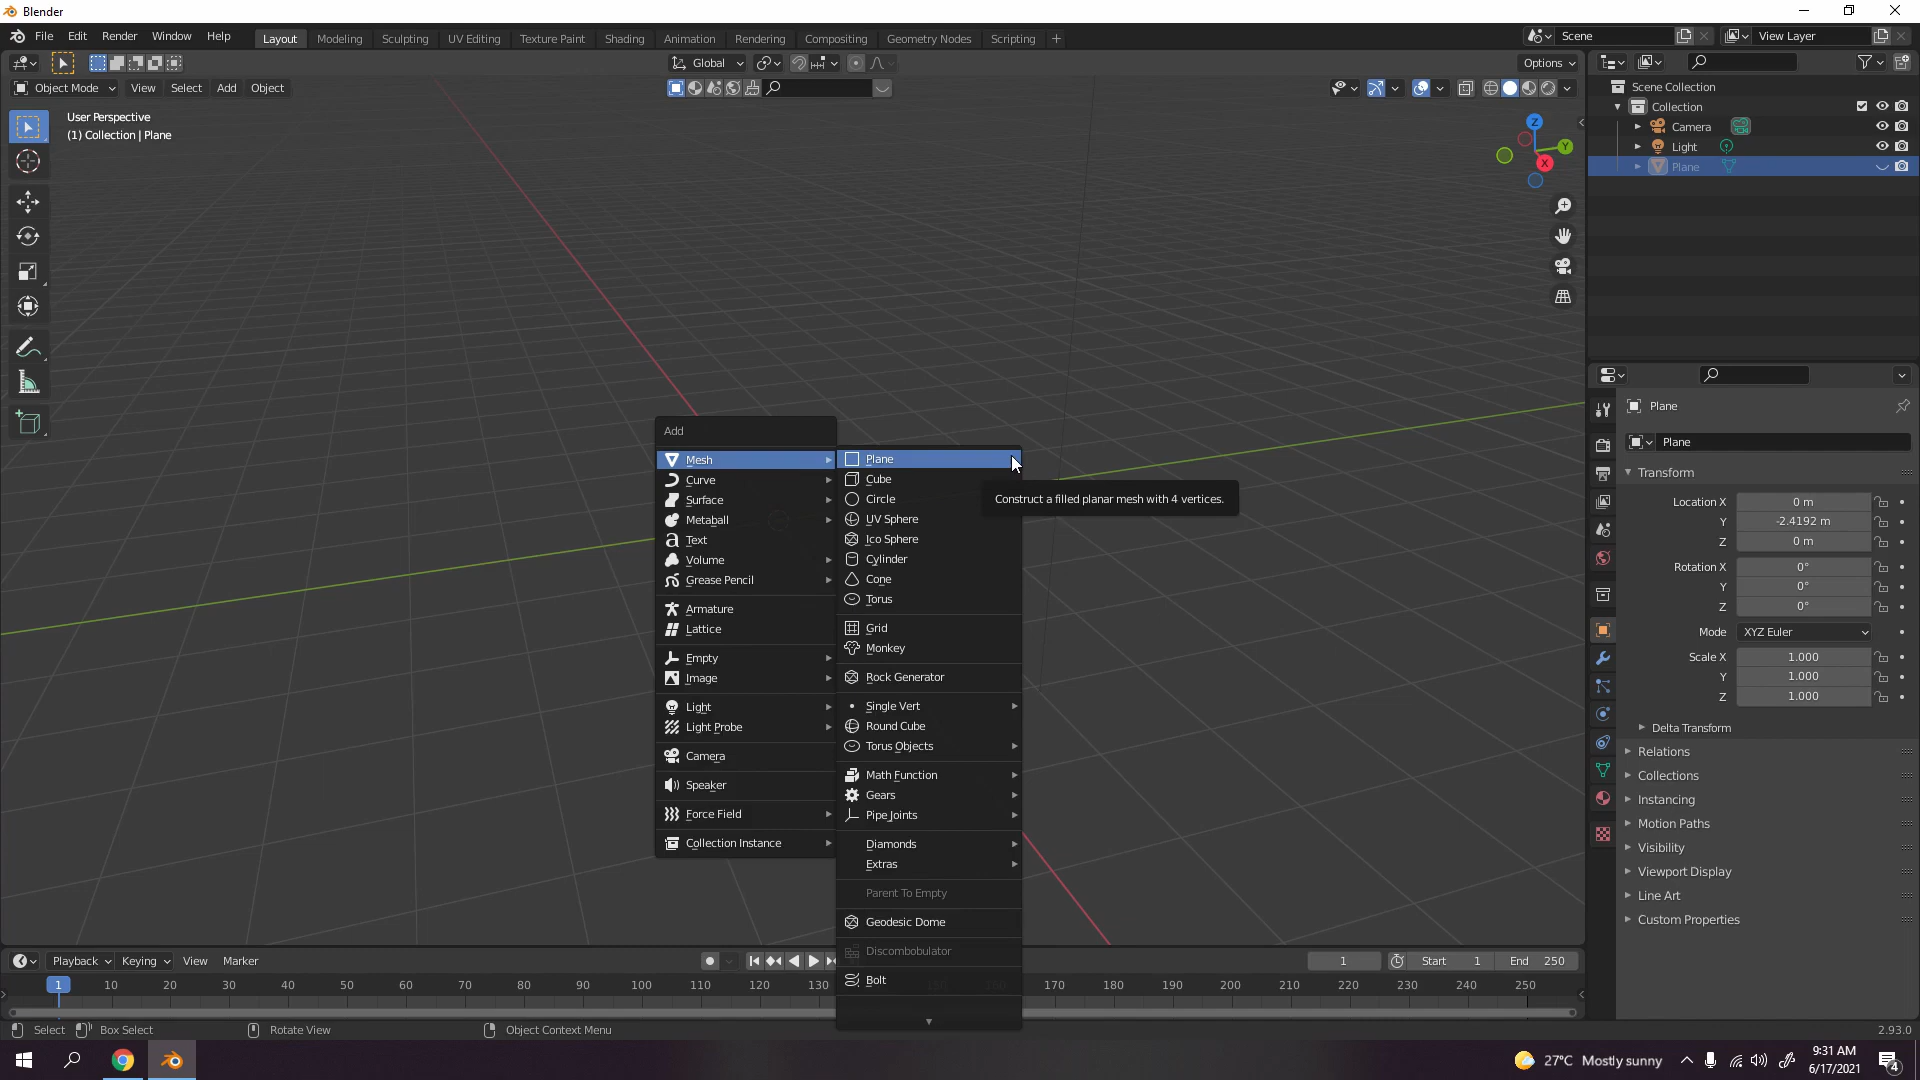 Blender
File Edit Render Window Help Layout Modeling Sculpting UV Editing Texture Paint Shading Animation Rendering Compositing Geometry Nodes Scripting + Scene View Layer
Global Options
Object Mode View Select Add Object
User Perspective
(1) Collection | Plane
Z
Y
X
Scene Collection
Collection
Camera
Light
Plane
Add
Mesh
Curve
Surface
Metaball
Text
Volume
Grease Pencil
Armature
Lattice
Empty
Image
Light
Light Probe
Camera
Speaker
Force Field
Collection Instance
Plane
Cube
Circle
UV Sphere
Ico Sphere
Cylinder
Cone
Torus
Grid
Monkey
Rock Generator
Single Vert
Round Cube
Torus Objects
Math Function
Gears
Pipe Joints
Diamonds
Extras
Parent To Empty
Geodesic Dome
Discombobulator
Bolt
Construct a filled planar mesh with 4 vertices.
Plane
Plane
Transform
Location X 0 m
Y -2.4192 m
Z 0 m
Rotation X 0°
Y 0°
Z 0°
Mode XYZ Euler
Scale X 1.000
Y 1.000
Z 1.000
Delta Transform
Relations
Collections
Instancing
Motion Paths
Visibility
Viewport Display
Line Art
Custom Properties
Playback Keying View Marker 1 Start 1 End 250
1 10 20 30 40 50 60 70 80 90 100 110 120 130 150 160 170 180 190 200 210 220 230 240 250
Select Box Select Rotate View Object Context Menu 2.93.0
27°C Mostly sunny 9:31 AM
6/17/2021 4